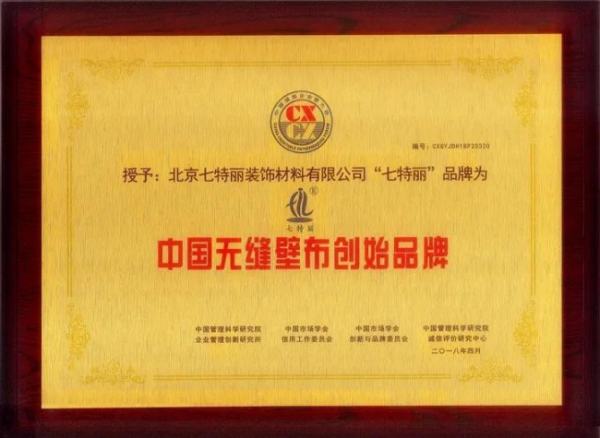 CX
CZ
编号：CXGYJDH18P20320
授予：北京七特丽装饰材料有限公司“七特丽”品牌为
®
七特丽
中国无缝壁布创始品牌
中国管理科学研究院 中国市场学会 中国市场学会 中国管理科学研究院
企业管理创新研究所 信用工作委员会 创新与品牌委员会 诚信评价研究中心
二〇一八年四月